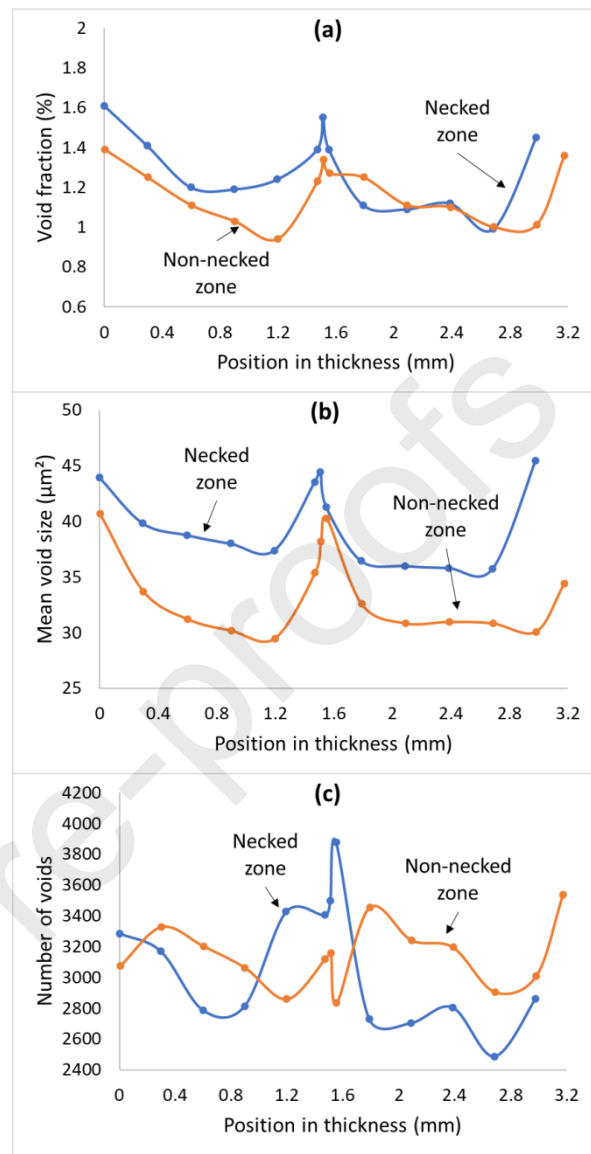 (a)
2
1.8
1.6
1.4
1.2
1
0.8
0.6
Void fraction (%)
Necked
zone
Non-necked
zone
0 0.4 0.8 1.2 1.6 2 2.4 2.8 3.2
Position in thickness (mm)
(b)
50
45
40
35
30
25
Mean void size (μm²)
Necked
zone
Non-necked
zone
0 0.4 0.8 1.2 1.6 2 2.4 2.8 3.2
Position in thickness (mm)
(c)
4200
4000
3800
3600
3400
3200
3000
2800
2600
2400
Number of voids
Necked
zone
Non-necked
zone
0 0.4 0.8 1.2 1.6 2 2.4 2.8 3.2
Position in thickness (mm)
re-proofs